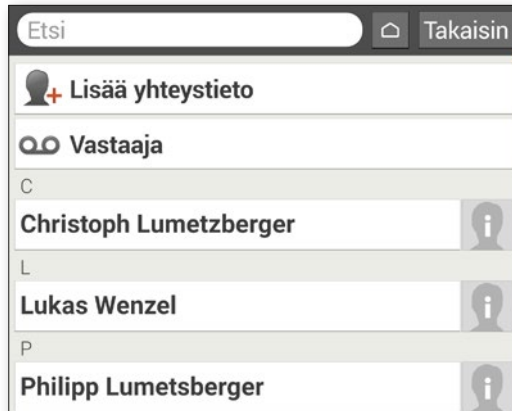 Etsi
Takaisin
Lisää yhteystieto
Vastaaja
C
Christoph Lumetzberger
L
Lukas Wenzel
P
Philipp Lumetsberger